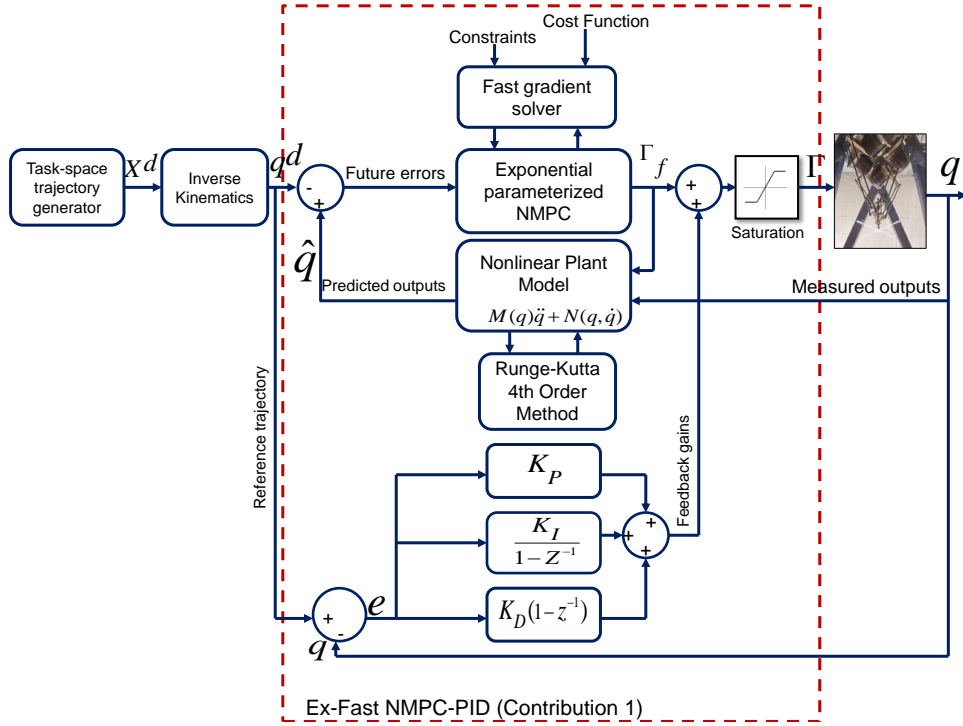 Cost Function
Constraints
Fast gradient
solver
Task-space
trajectory
generator
X^d
Inverse
Kinematics
q^d
-
+
Future errors
Exponential
parameterized
NMPC
Γ_f
+
+
Saturation
Γ
q
q̂
Predicted outputs
Nonlinear Plant
Model
M(q)q̈ + N(q, q̇)
Measured outputs
Runge-Kutta
4th Order
Method
Reference trajectory
Feedback gains
K_P
K_I
1 − Z^{-1}
+
+
+
K_D(1 − z^{-1})
+
-
e
q
Ex-Fast NMPC-PID (Contribution 1)